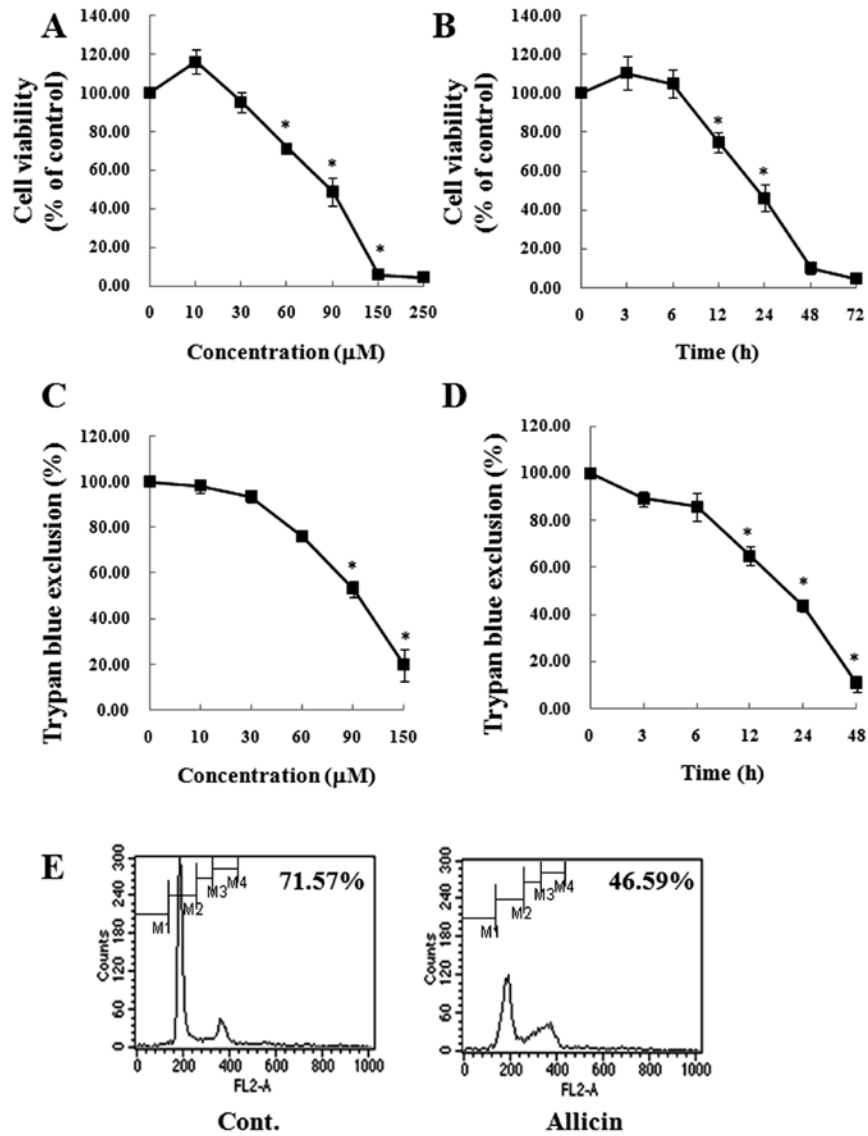 A
Cell viability
(% of control)
140.00
120.00
100.00
80.00
60.00
40.00
20.00
0.00
*
*
*
0 10 30 60 90 150 250
Concentration (µM)
B
Cell viability
(% of control)
140.00
120.00
100.00
80.00
60.00
40.00
20.00
0.00
*
*
0 3 6 12 24 48 72
Time (h)
C
Trypan blue exclusion (%)
120.00
100.00
80.00
60.00
40.00
20.00
0.00
*
*
0 10 30 60 90 150
Concentration (µM)
D
Trypan blue exclusion (%)
120.00
100.00
80.00
60.00
40.00
20.00
0.00
*
*
*
0 3 6 12 24 48
Time (h)
E
71.57%
Counts
300
240
180
120
60
0
M1
M2
M3
M4
0 200 400 600 800 1000
FL2-A
Cont.
46.59%
Counts
300
240
180
120
60
0
M1
M2
M3
M4
0 200 400 600 800 1000
FL2-A
Allicin